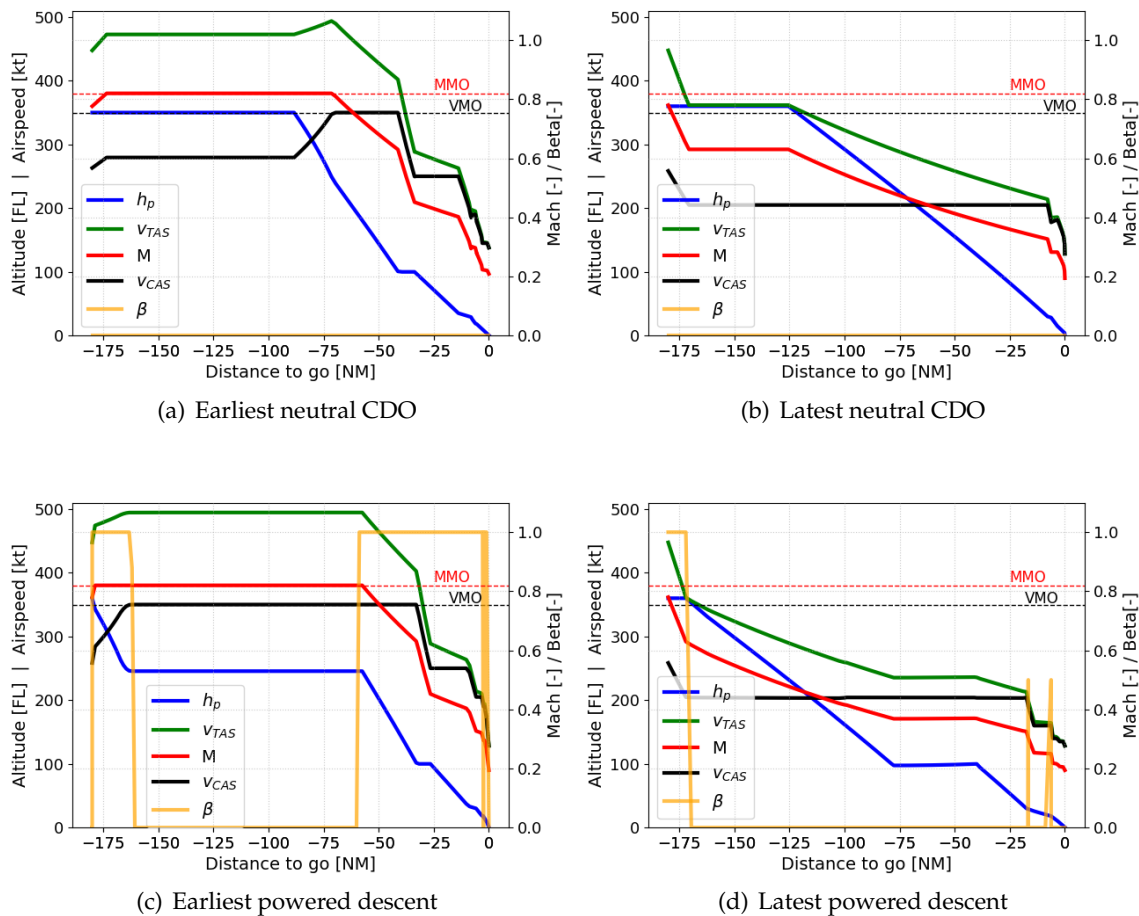 500
400
300
200
100
0
Altitude [FL] | Airspeed [kt]
1.0
0.8
0.6
0.4
0.2
0.0
Mach [-] / Beta[-]
MMO
VMO
h_p
v_TAS
M
v_CAS
β
−175 −150 −125 −100 −75 −50 −25 0
Distance to go [NM]
(a) Earliest neutral CDO
500
400
300
200
100
0
Altitude [FL] | Airspeed [kt]
1.0
0.8
0.6
0.4
0.2
0.0
Mach [-] / Beta[-]
MMO
VMO
h_p
v_TAS
M
v_CAS
β
−175 −150 −125 −100 −75 −50 −25 0
Distance to go [NM]
(b) Latest neutral CDO
500
400
300
200
100
0
Altitude [FL] | Airspeed [kt]
1.0
0.8
0.6
0.4
0.2
0.0
Mach [-] / Beta[-]
MMO
VMO
h_p
v_TAS
M
v_CAS
β
−175 −150 −125 −100 −75 −50 −25 0
Distance to go [NM]
(c) Earliest powered descent
500
400
300
200
100
0
Altitude [FL] | Airspeed [kt]
1.0
0.8
0.6
0.4
0.2
0.0
Mach [-] / Beta[-]
MMO
VMO
h_p
v_TAS
M
v_CAS
β
−175 −150 −125 −100 −75 −50 −25 0
Distance to go [NM]
(d) Latest powered descent